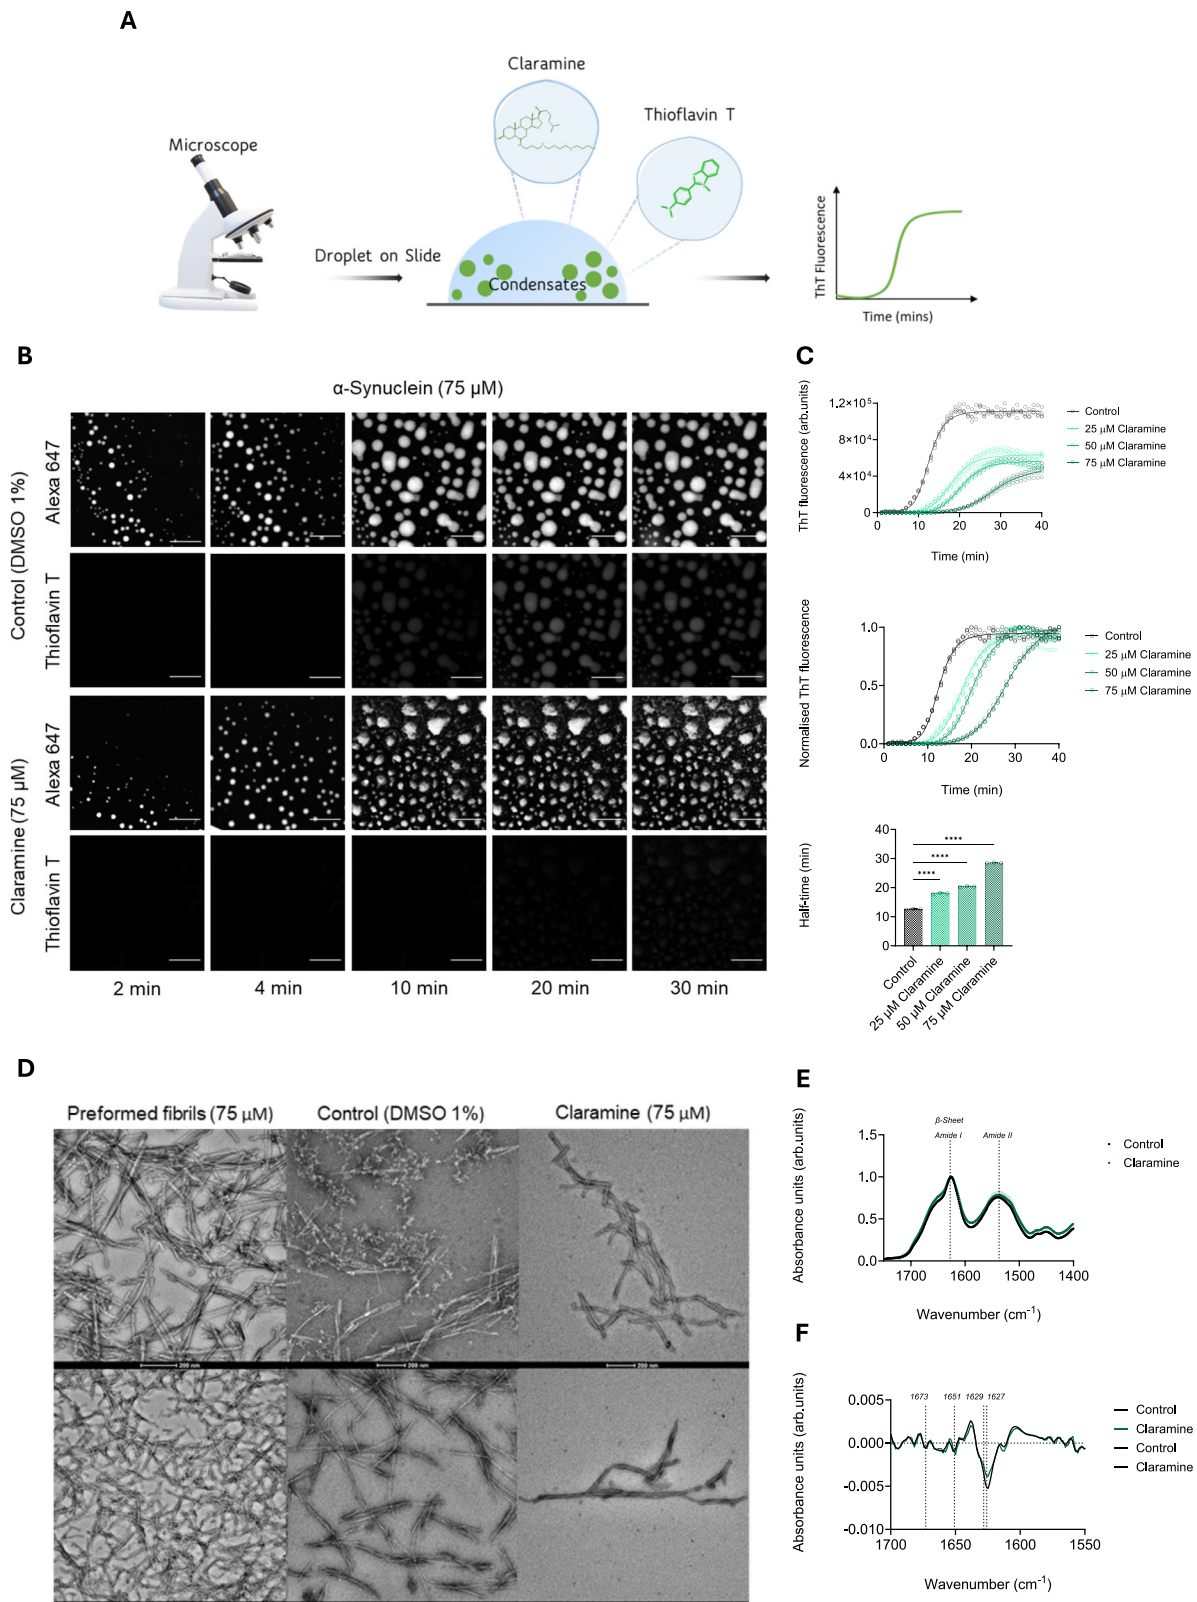 A
Claramine
Thioflavin T
Microscope
Droplet on Slide
Condensates
ThT Fluorescence
Time (mins)
B
α-Synuclein (75 µM)
Control (DMSO 1%)
Alexa 647
Thioflavin T
Claramine (75 µM)
Alexa 647
Thioflavin T
2 min
4 min
10 min
20 min
30 min
C
ThT fluorescence (arb.units)
1.2×10⁵
8×10⁴
4×10⁴
0
0
10
20
30
40
Time (min)
Control
25 µM Claramine
50 µM Claramine
75 µM Claramine
Normalised ThT fluorescence
1.0
0.5
0.0
0
10
20
30
40
Time (min)
Control
25 µM Claramine
50 µM Claramine
75 µM Claramine
Half-time (min)
40
30
20
10
0
****
****
****
Control
25 µM Claramine
50 µM Claramine
75 µM Claramine
D
Preformed fibrils (75 µM)
Control (DMSO 1%)
Claramine (75 µM)
200 nm
200 nm
200 nm
E
Absorbance units (arb.units)
β-Sheet
Amide I
Amide II
1.5
1.0
0.5
0.0
1700
1600
1500
1400
Wavenumber (cm⁻¹)
Control
Claramine
F
Absorbance units (arb.units)
1673
1651
1629
1627
0.005
0.000
-0.005
-0.010
1700
1650
1600
1550
Wavenumber (cm⁻¹)
Control
Claramine
Control
Claramine